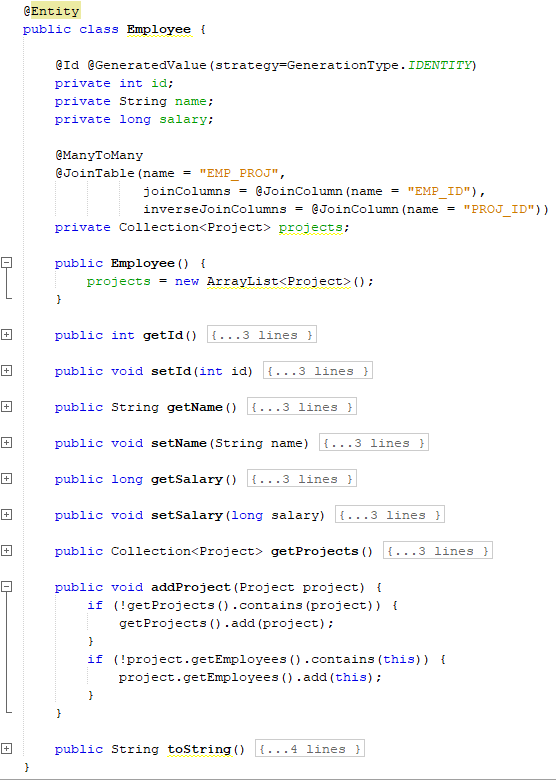 @Entity
public class Employee {
@Id @GeneratedValue(strategy=GenerationType.IDENTITY)
private int id;
private String name;
private long salary;
@ManyToMany
@JoinTable(name = "EMP_PROJ",
joinColumns = @JoinColumn(name = "EMP_ID"),
inverseJoinColumns = @JoinColumn(name = "PROJ_ID"))
private Collection<Project> projects;
public Employee() {
projects = new ArrayList<Project>();
}
public int getId() {...3 lines }
public void setId(int id) {...3 lines }
public String getName() {...3 lines }
public void setName(String name) {...3 lines }
public long getSalary() {...3 lines }
public void setSalary(long salary) {...3 lines }
public Collection<Project> getProjects() {...3 lines }
public void addProject(Project project) {
if (!getProjects().contains(project)) {
getProjects().add(project);
}
if (!project.getEmployees().contains(this)) {
project.getEmployees().add(this);
}
}
public String toString() {...4 lines }
}